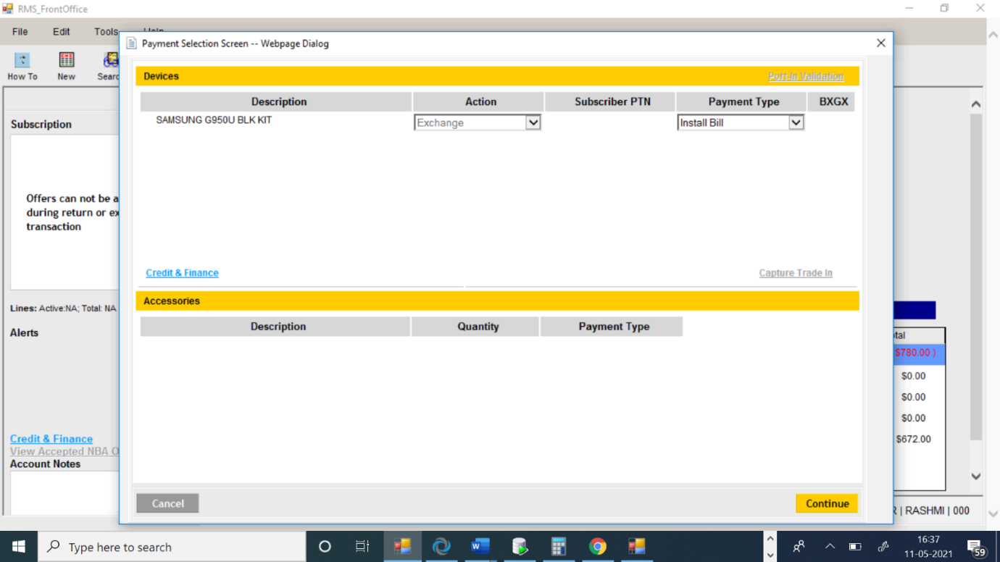 RMS_FrontOffice
File Edit Tools Help
How To New Searc
Payment Selection Screen -- Webpage Dialog
Devices Port-In Validation
Description Action Subscriber PTN Payment Type BXGX
SAMSUNG G950U BLK KIT Exchange Install Bill
Subscription
Offers can not be a
during return or ex
transaction
Credit & Finance Capture Trade In
Accessories
Description Quantity Payment Type
Lines: Active:NA; Total: NA
Alerts
tal
$780.00 )
$0.00
$0.00
$0.00
$672.00
Credit & Finance
View Accepted NBA O
Account Notes
Cancel Continue
R | RASHMI | 000
Type here to search
16:37
11-05-2021
59